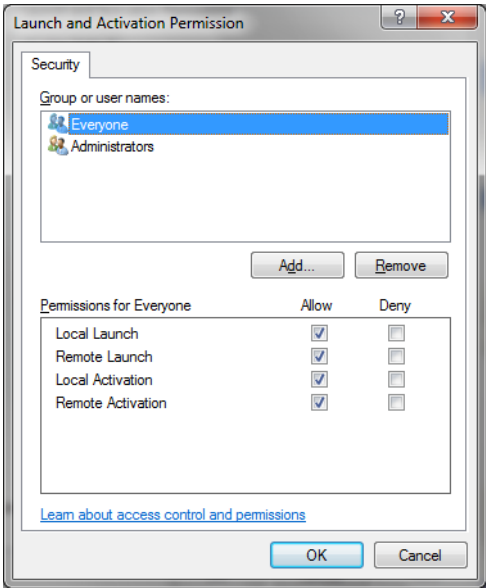 Launch and Activation Permission
?
X
Security
Group or user names:
Everyone
Administrators
Add...
Remove
Permissions for Everyone Allow Deny
Local Launch
Remote Launch
Local Activation
Remote Activation
Learn about access control and permissions
OK Cancel